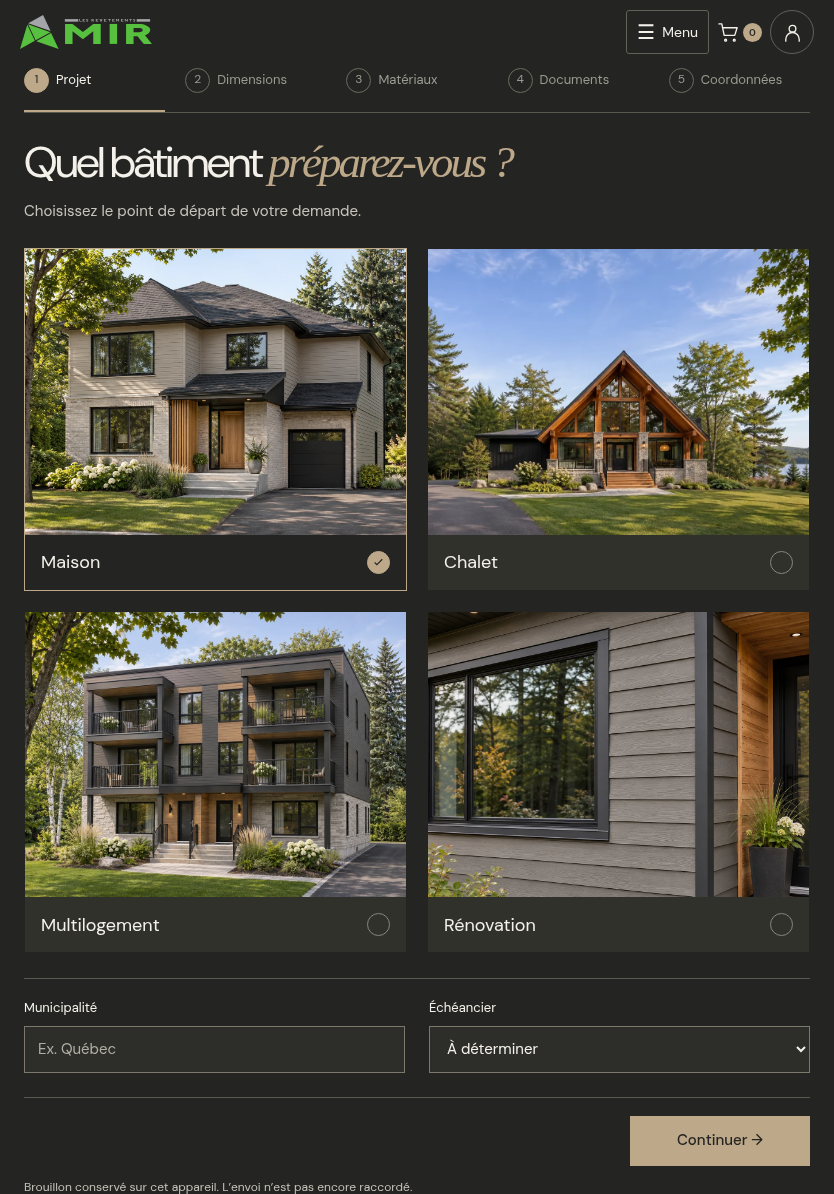 LES REVÊTEMENTS
MIR
Menu
0
1 Projet
2 Dimensions
3 Matériaux
4 Documents
5 Coordonnées
Quel bâtiment préparez-vous ?
Choisissez le point de départ de votre demande.
Maison
Chalet
Multilogement
Rénovation
Municipalité
Échéancier
Ex. Québec
À déterminer
Continuer →
Brouillon conservé sur cet appareil. L’envoi n’est pas encore raccordé.